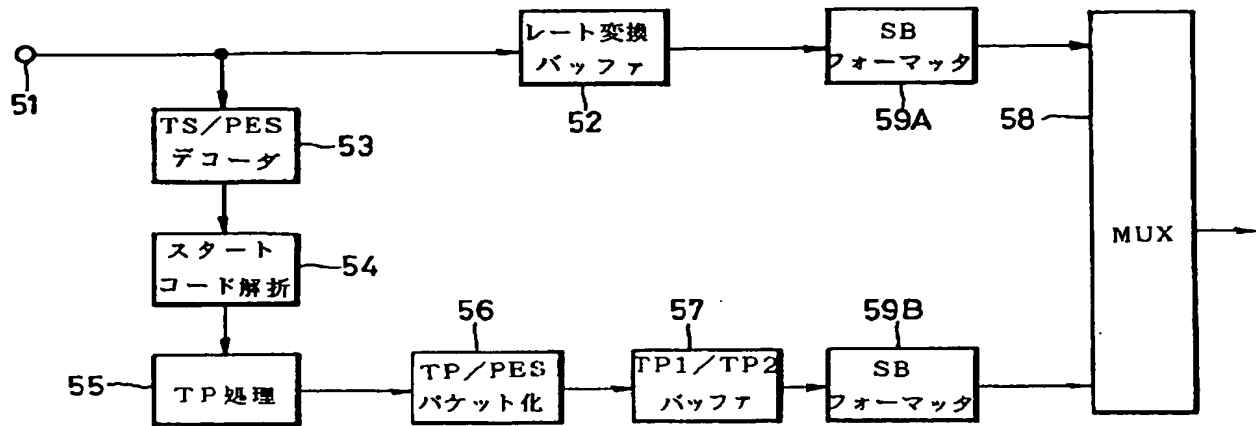 レート変換
バッファ
SB
フォーマッタ
51
52
59A
58
TS/PES
デコーダ
53
スタート
コード解折
54
MUX
56
57
59B
55
TP処理
TP/PES
パケット化
TP1/TP2
バッファ
SB
フォーマッタ